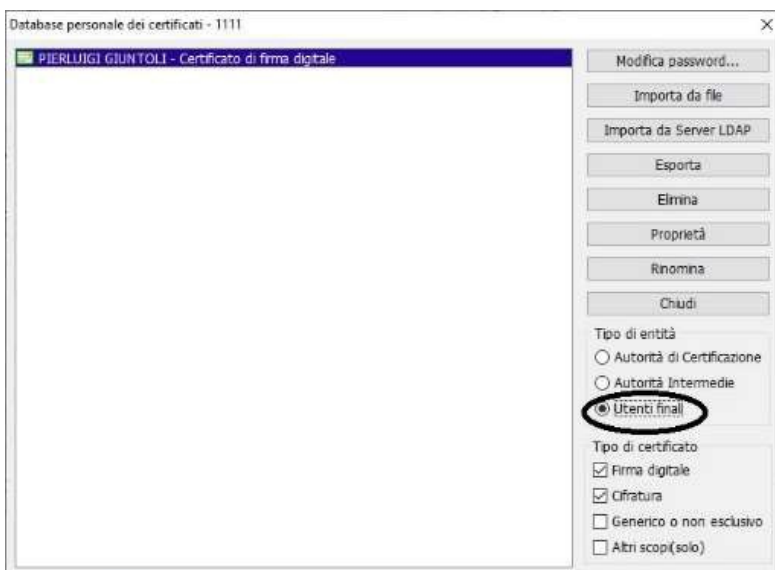 Database personale dei certificati - 1111
PIERLUIGI GIUNTOLI - Certificato di firma digitale
Modifica password...
Importa da file
Importa da Server LDAP
Esporta
Elimina
Proprietà
Rinomina
Chiudi
Tipo di entità
Autorità di Certificazione
Autorità Intermedie
Utenti finali
Tipo di certificato
Firma digitale
Cifratura
Generico o non esclusivo
Altri scopi(solo)